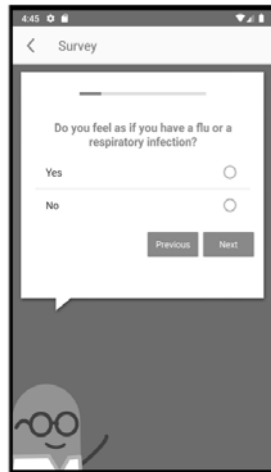 4:45
Survey
Do you feel as if you have a flu or a
respiratory infection?
Yes
No
Previous Next